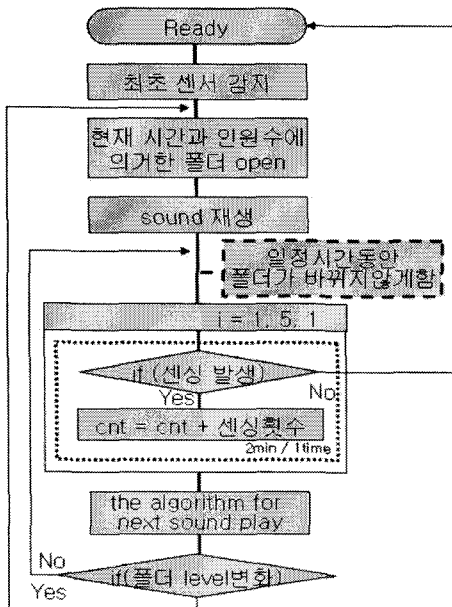 Ready
최초 센서 감지
현재 시간과 인원수에
의거한 폴더 open
sound 재생
일정시간동안
폴더가 바뀌지않게함
i = 1, 5, 1
if (센싱 발생)
Yes
No
cnt = cnt + 센싱횟수
2min / 1time
the algorithm for
next sound play
No
Yes
if(폴더 level변화)